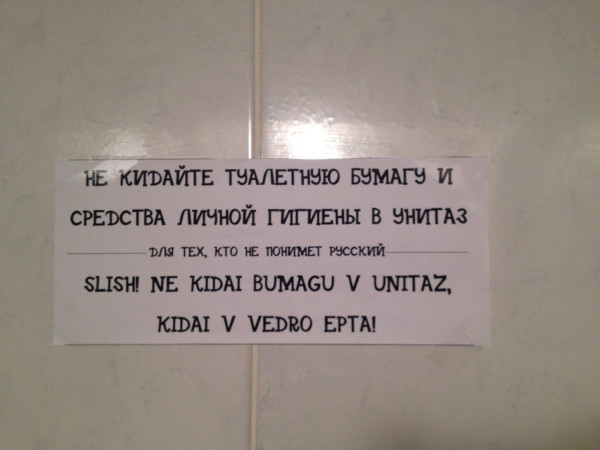 НЕ КИДАЙТЕ ТУАЛЕТНУЮ БУМАГУ И
СРЕДСТВА ЛИЧНОЙ ГИГИЕНЫ В УНИТАЗ
ДЛЯ ТЕХ, КТО НЕ ПОНИМЕТ РУССКИЙ
SLISH! NE KIDAI BUMAGU V UNITAZ,
KIDAI V VEDRO EPTA!